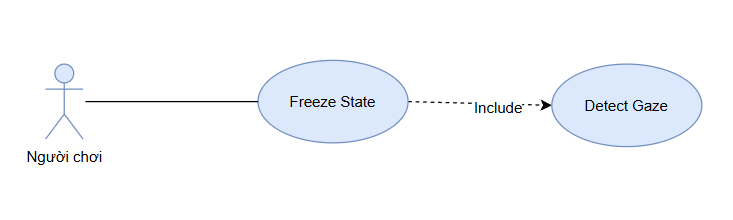 Freeze State
Include
Detect Gaze
Người chơi